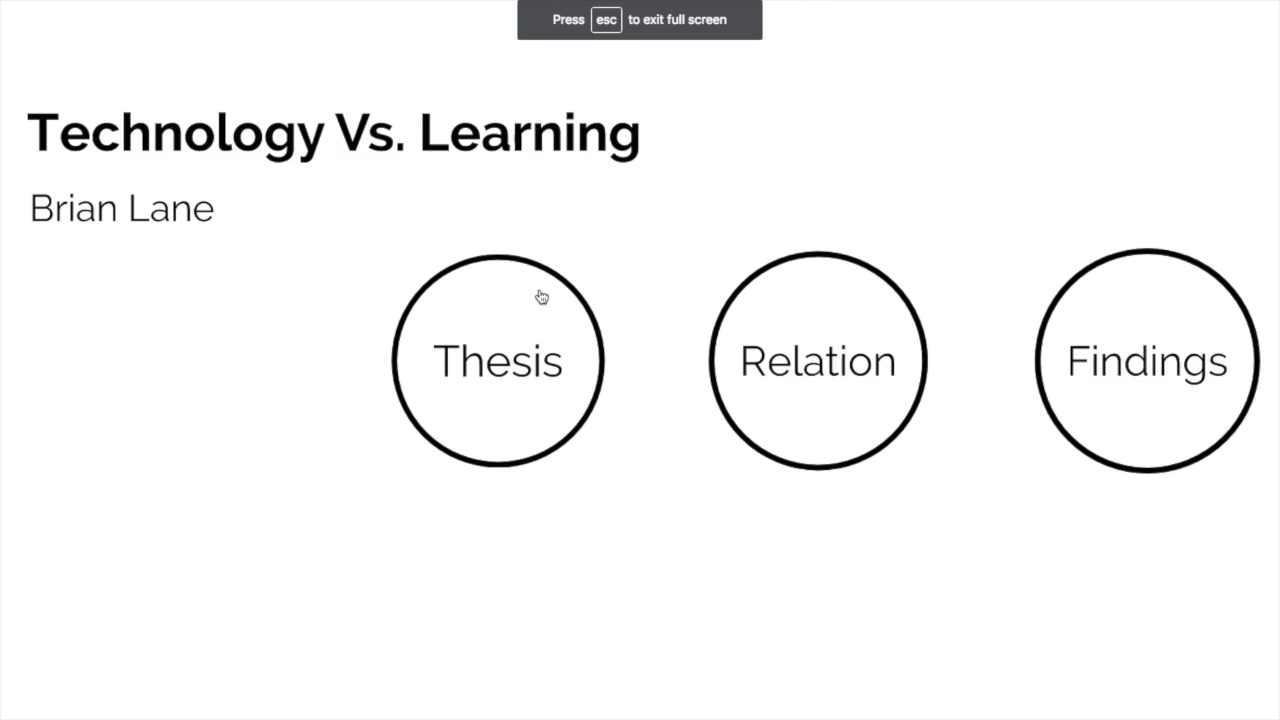 Press esc to exit full screen
Technology Vs. Learning
Brian Lane
Thesis
Relation
Findings